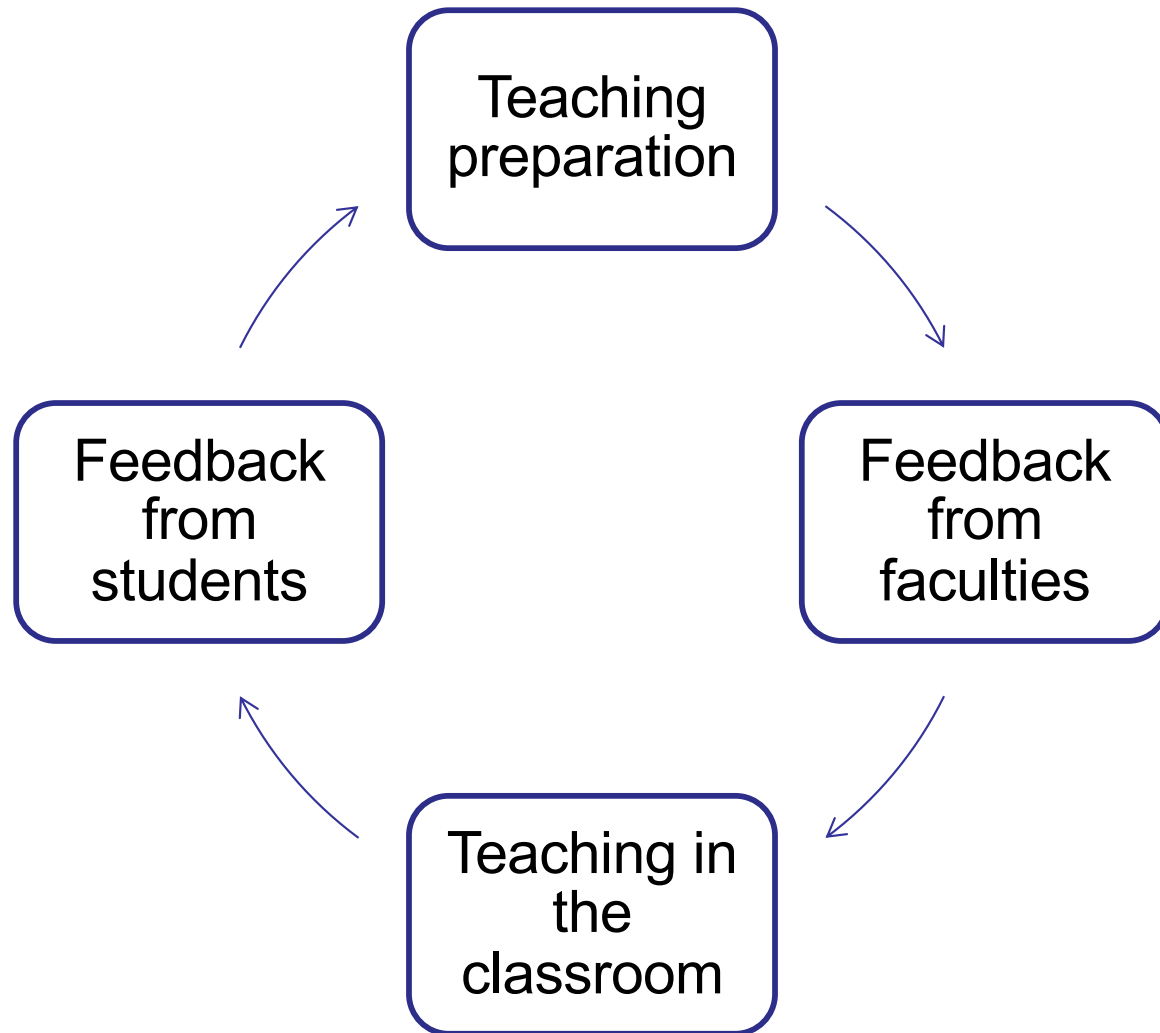 Teaching
preparation
Feedback
from
students
Feedback
from
faculties
Teaching in
the
classroom